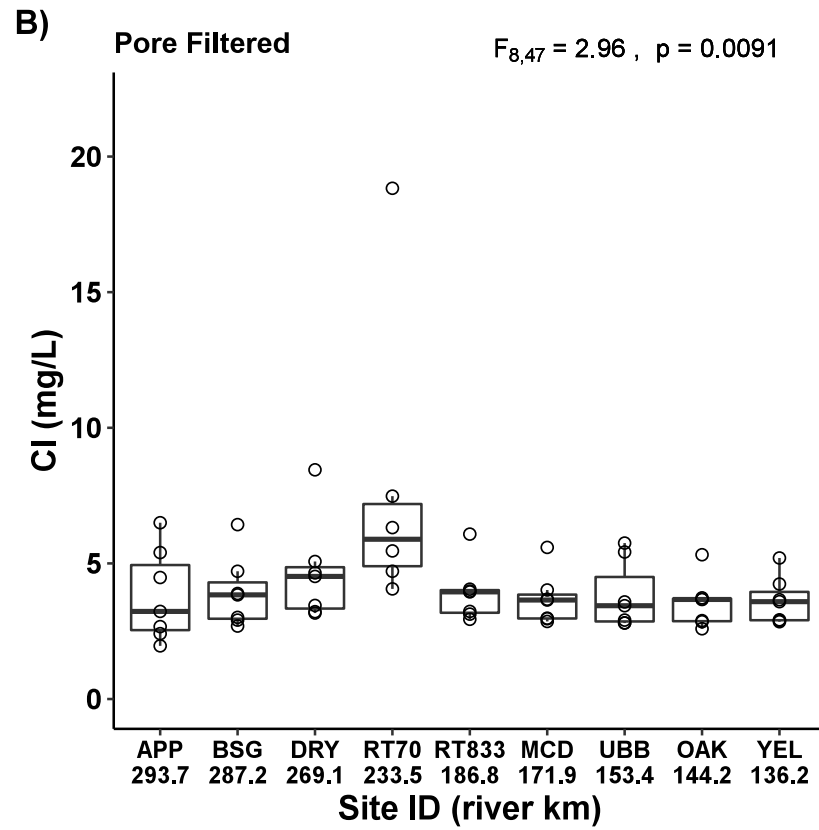 B)
Pore Filtered
F8,47 = 2.96 , p = 0.0091
20
15
10
5
0
Cl (mg/L)
APP BSG DRY RT70 RT833 MCD UBB OAK YEL
293.7 287.2 269.1 233.5 186.8 171.9 153.4 144.2 136.2
Site ID (river km)